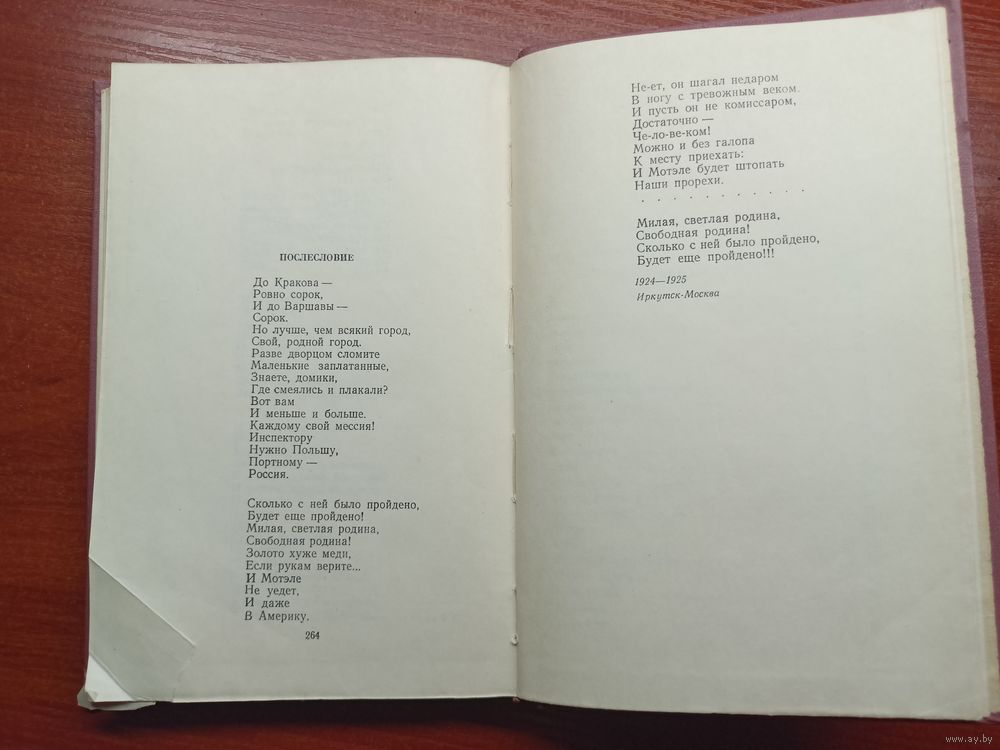 ПОСЛЕСЛОВИЕ
До Кракова —
Ровно сорок,
И до Варшавы —
Сорок.
Но лучше, чем всякий город,
Свой, родной город.
Разве дворцом сломите
Маленькие заплатанные,
Знаете, домики,
Где смеялись и плакали?
Вот вам
И меньше и больше.
Каждому свой мессия!
Инспектору
Нужно Польшу,
Портному —
Россия.
Сколько с ней было пройдено,
Будет еще пройдено!
Милая, светлая родина,
Свободная родина!
Золото хуже меди,
Если рукам верите...
И Мотэле
Не уедет,
И даже
В Америку.
264
Не-ет, он шагал недаром
В ногу с тревожным веком.
И пусть он не комиссаром,
Достаточно —
Че-ло-ве-ком!
Можно и без галопа
К месту приехать:
И Мотэле будет штопать
Наши прорехи.
. . . . . . . . . . .
Милая, светлая родина,
Свободная родина!
Сколько с ней было пройдено,
Будет еще пройдено!!!
1924—1925
Иркутск-Москва
www.ay.by